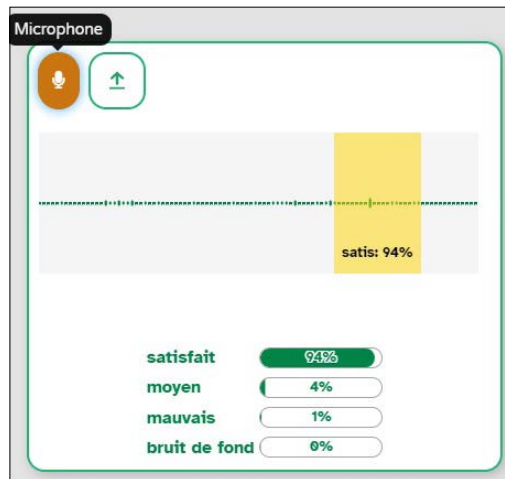 Microphone
satis: 94%
satisfait 94%
moyen 4%
mauvais 1%
bruit de fond 0%